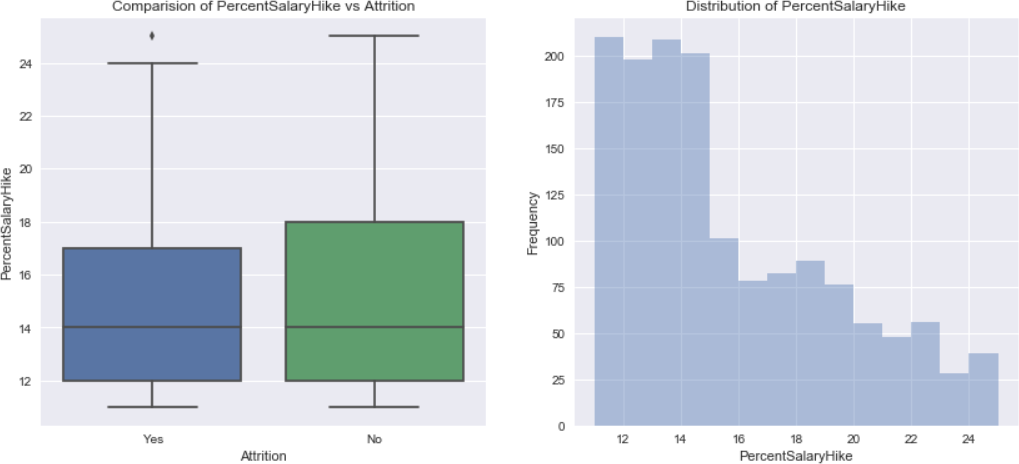 Comparision of PercentSalaryHike vs Attrition
24
22
20
18
16
14
12
PercentSalaryHike
Yes No
Attrition
Distribution of PercentSalaryHike
200
175
150
125
100
75
50
25
0
Frequency
12 14 16 18 20 22 24
PercentSalaryHike